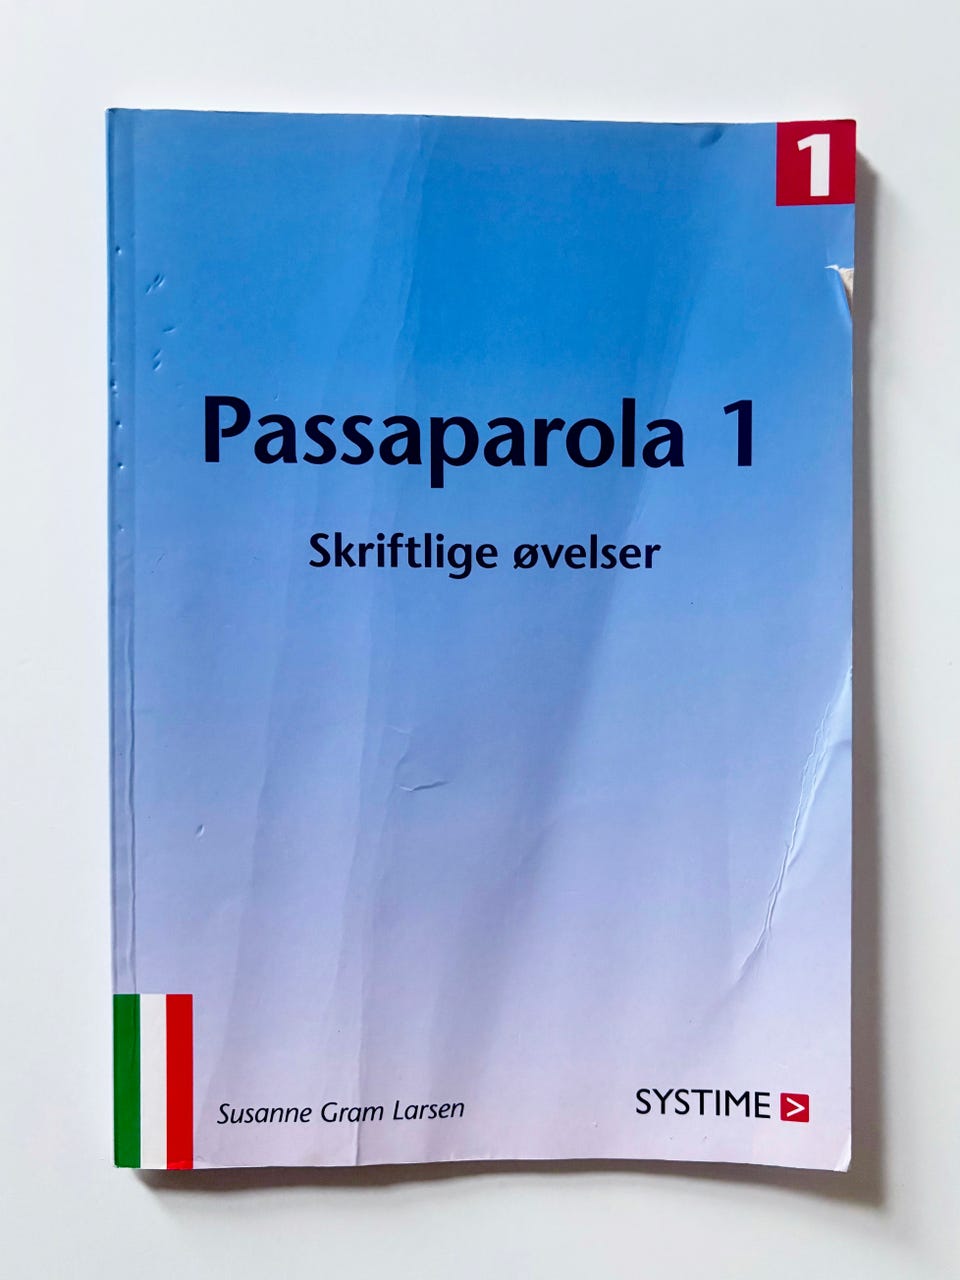 1
Passaparola 1
Skriftlige øvelser
Susanne Gram Larsen
SYSTIME >